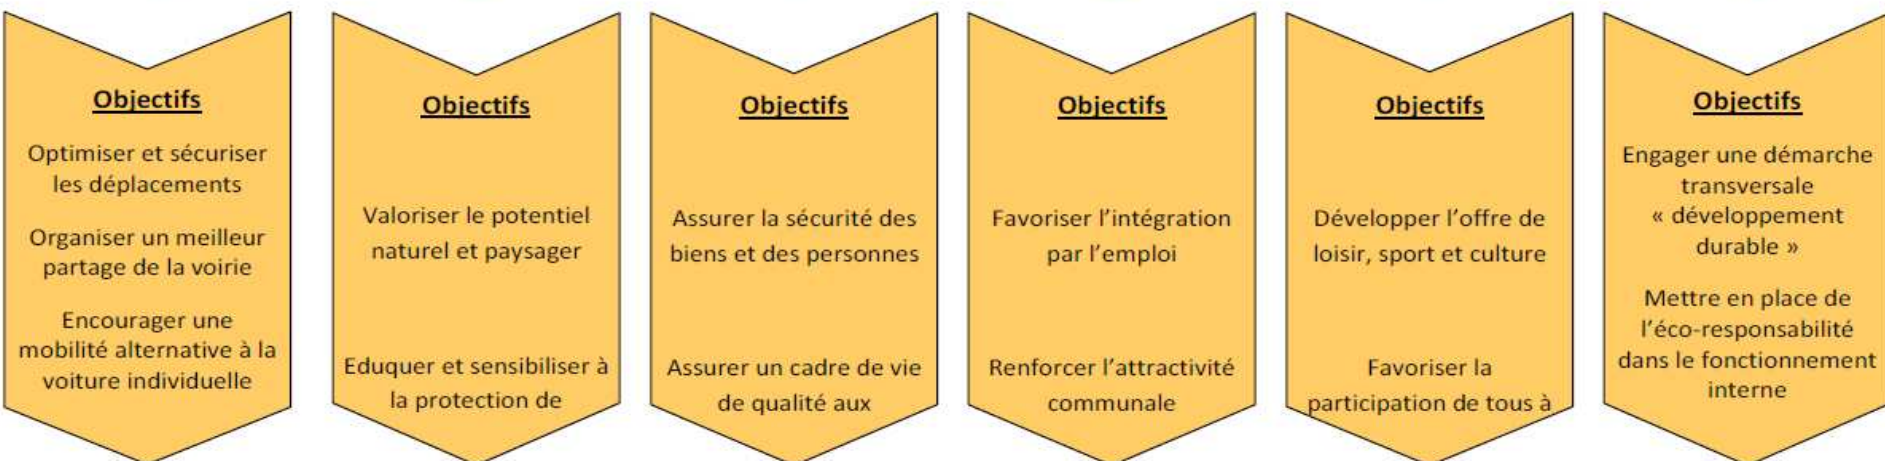 Objectifs
Optimiser et sécuriser
les déplacements
Organiser un meilleur
partage de la voirie
Encourager une
mobilité alternative à la
voiture individuelle
Objectifs
Valoriser le potentiel
naturel et paysager
Eduquer et sensibiliser à
la protection de
Objectifs
Assurer la sécurité des
biens et des personnes
Assurer un cadre de vie
de qualité aux
Objectifs
Favoriser l’intégration
par l’emploi
Renforcer l’attractivité
communale
Objectifs
Développer l’offre de
loisir, sport et culture
Favoriser la
participation de tous à
Objectifs
Engager une démarche
transversale
« développement
durable »
Mettre en place de
l’éco-responsabilité
dans le fonctionnement
interne